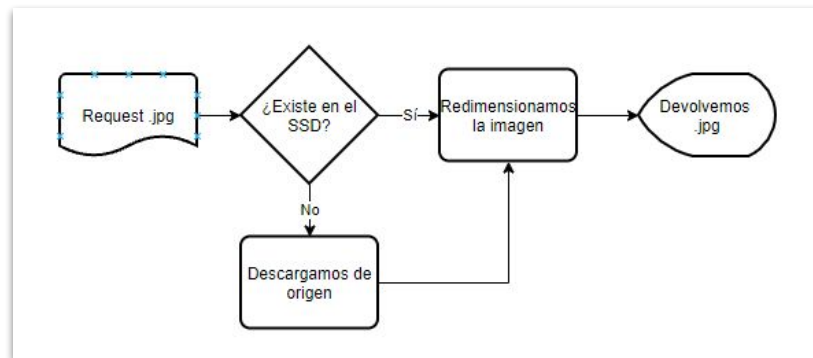 Request .jpg
¿Existe en el
SSD?
Sí
Redimensionamos
la imagen
Devolvemos
.jpg
No
Descargamos de
origen